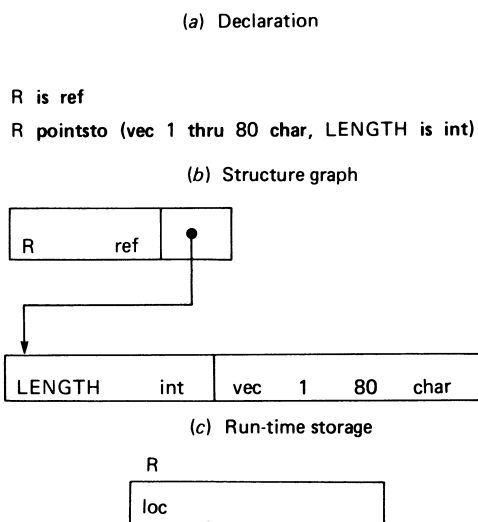 (a) Declaration
R is ref
R pointsto (vec 1 thru 80 char, LENGTH is int)
(b) Structure graph
R ref
LENGTH int vec 1 80 char
(c) Run-time storage
R
loc